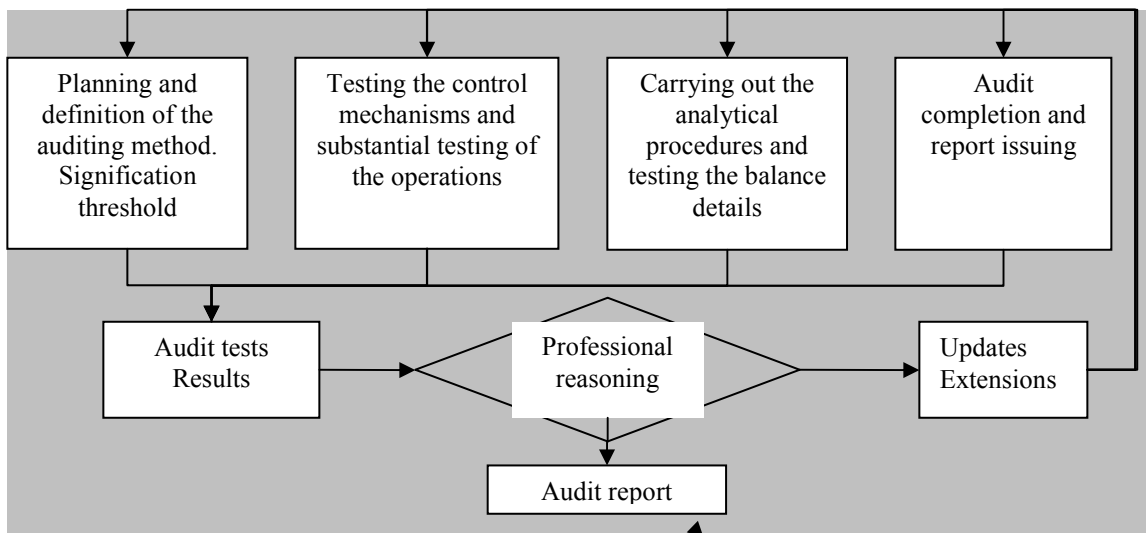 Planning and
definition of the
auditing method.
Signification
threshold
Testing the control
mechanisms and
substantial testing of
the operations
Carrying out the
analytical
procedures and
testing the balance
details
Audit
completion and
report issuing
Audit tests
Results
Professional
reasoning
Updates
Extensions
Audit report